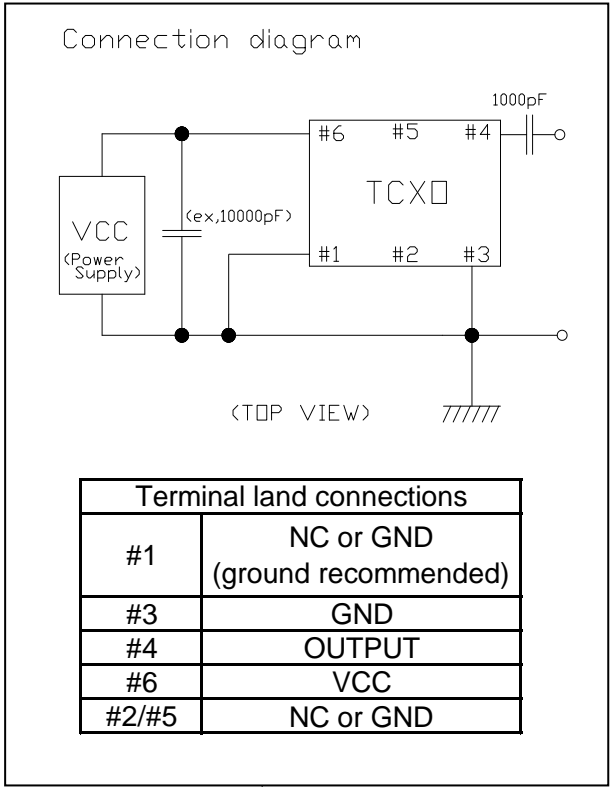 Connection diagram
1000pF
#6 #5 #4
TCXO
(ex,10000pF)
VCC
(Power
Supply)
#1 #2 #3
(TOP VIEW)
Terminal land connections
#1 NC or GND
(ground recommended)
#3 GND
#4 OUTPUT
#6 VCC
#2/#5 NC or GND